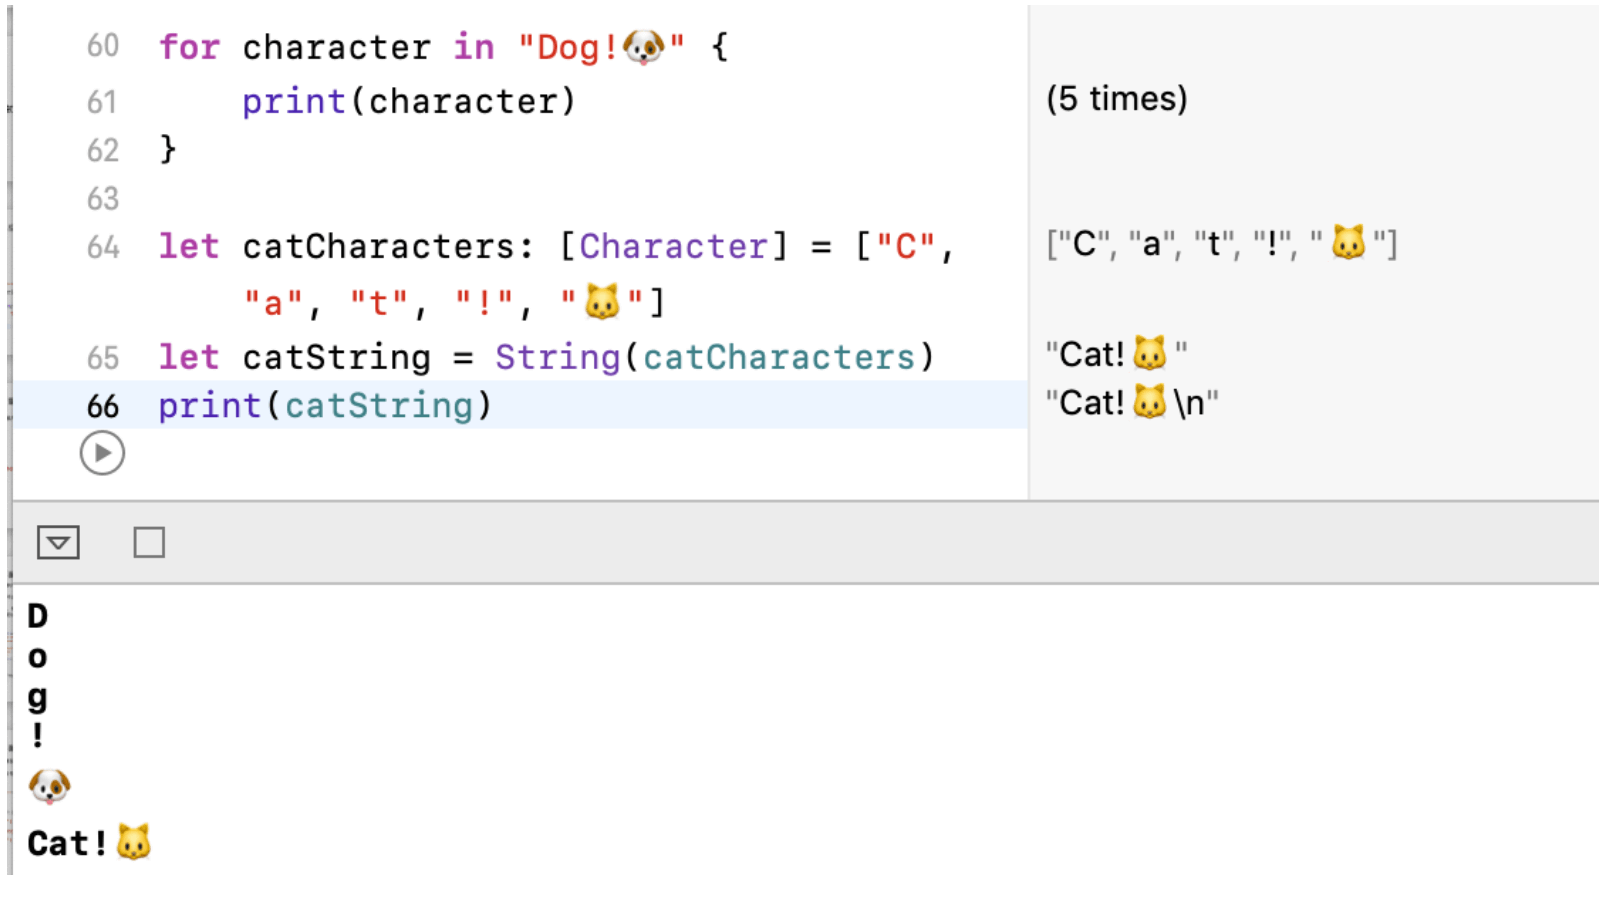 60 for character in "Dog!🐶" {
61     print(character)
(5 times)
62 }
63
64 let catCharacters: [Character] = ["C",
"a", "t", "!", "🐱"]
["C", "a", "t", "!", "🐱"]
65 let catString = String(catCharacters)
"Cat!🐱"
66 print(catString)
"Cat!🐱\n"
D
o
g
!
🐶
Cat!🐱